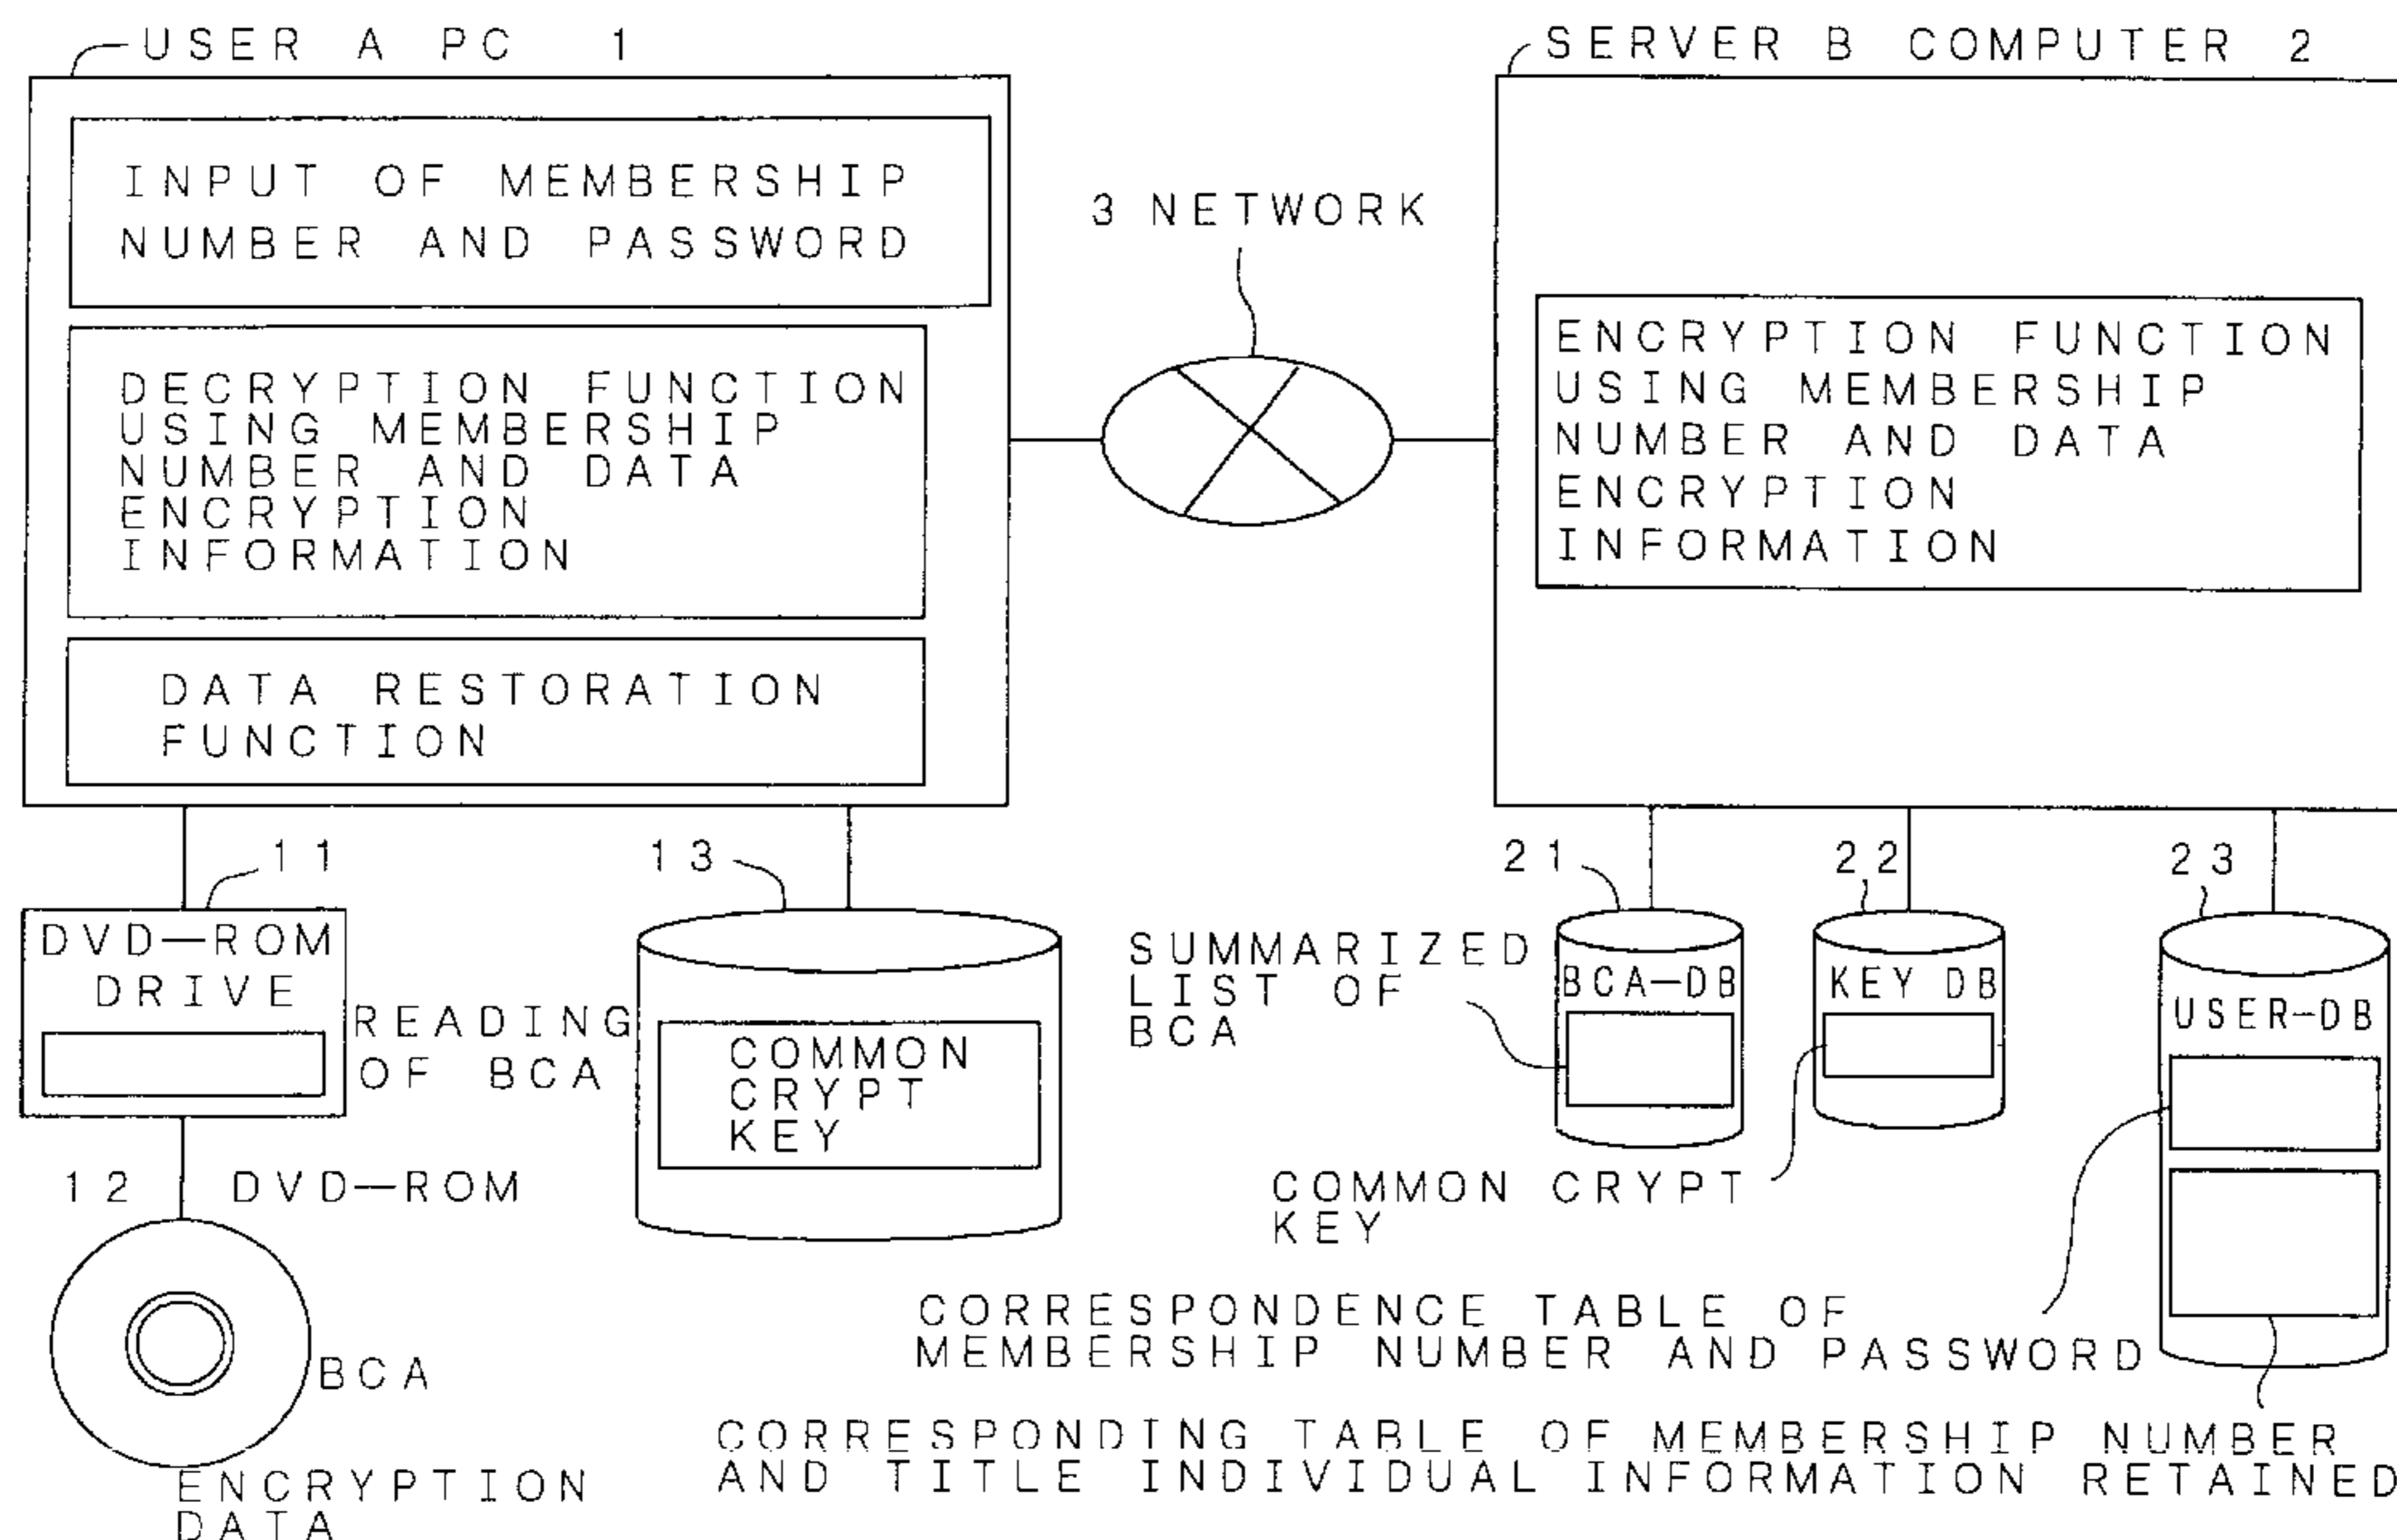 USER A PC 1
SERVER B COMPUTER 2
INPUT OF MEMBERSHIP
NUMBER AND PASSWORD
3 NETWORK
DECRYPTION FUNCTION
USING MEMBERSHIP
NUMBER AND DATA
ENCRYPTION
INFORMATION
ENCRYPTION FUNCTION
USING MEMBERSHIP
NUMBER AND DATA
ENCRYPTION
INFORMATION
DATA RESTORATION
FUNCTION
11
13
21
22
23
DVD-ROM
DRIVE
READING
OF BCA
COMMON
CRYPT
KEY
SUMMARIZED
LIST OF
BCA
BCA-DB
KEY DB
USER-DB
12 DVD-ROM
COMMON CRYPT
KEY
BCA
CORRESPONDENCE TABLE OF
MEMBERSHIP NUMBER AND PASSWORD
CORRESPONDING TABLE OF MEMBERSHIP NUMBER
AND TITLE INDIVIDUAL INFORMATION RETAINED
ENCRYPTION
DATA